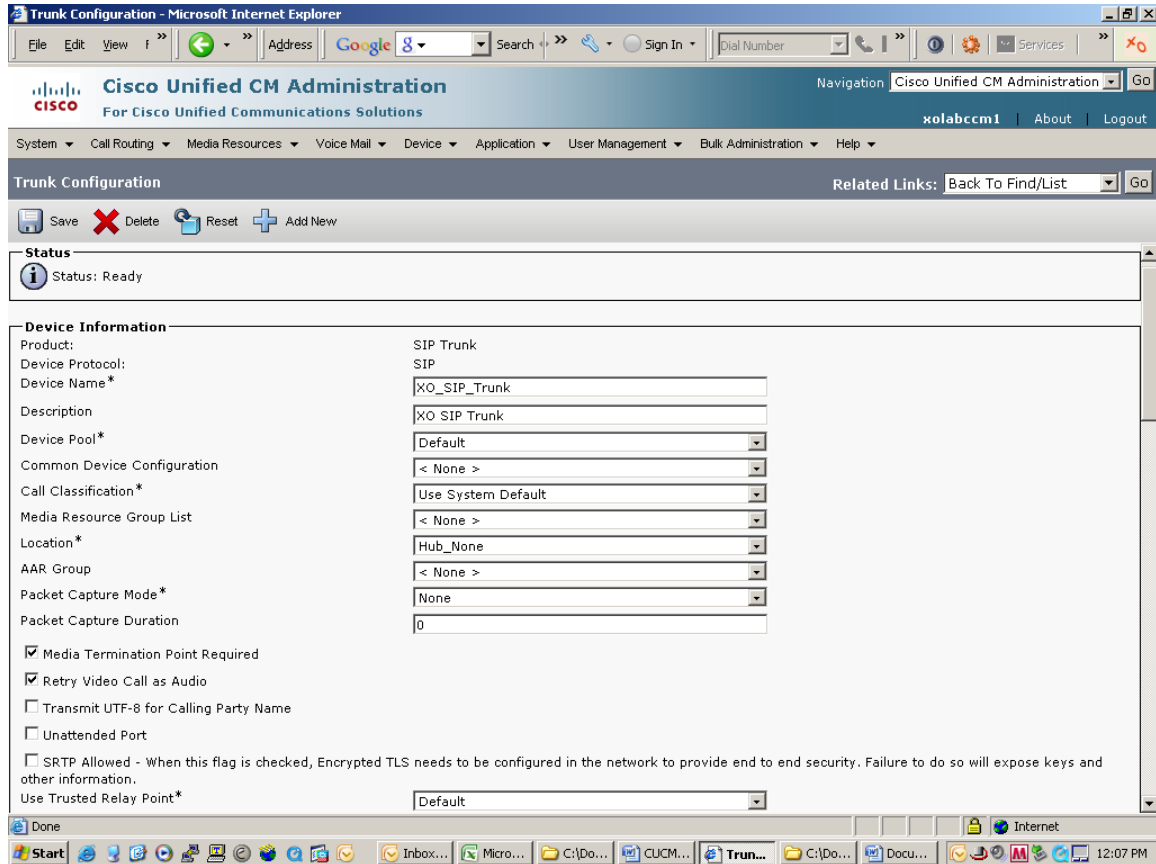 Trunk Configuration - Microsoft Internet Explorer
File Edit View f » » Address Google 8 Search » Sign In Dial Number » Services »
CISCO Cisco Unified CM Administration
For Cisco Unified Communications Solutions
Navigation Cisco Unified CM Administration Go
xolabccm1 | About | Logout
System Call Routing Media Resources Voice Mail Device Application User Management Bulk Administration Help
Trunk Configuration Related Links: Back To Find/List Go
Save Delete Reset Add New
Status
i Status: Ready
Device Information
Product: SIP Trunk
Device Protocol: SIP
Device Name* XO_SIP_Trunk
Description XO SIP Trunk
Device Pool* Default
Common Device Configuration < None >
Call Classification* Use System Default
Media Resource Group List < None >
Location* Hub_None
AAR Group < None >
Packet Capture Mode* None
Packet Capture Duration 0
Media Termination Point Required
Retry Video Call as Audio
Transmit UTF-8 for Calling Party Name
Unattended Port
SRTP Allowed - When this flag is checked, Encrypted TLS needs to be configured in the network to provide end to end security. Failure to do so will expose keys and
other information.
Use Trusted Relay Point* Default
Done Internet
Start Inbox... Micro... C:\Do... CUCM... Trun... C:\Do... Docu... 12:07 PM